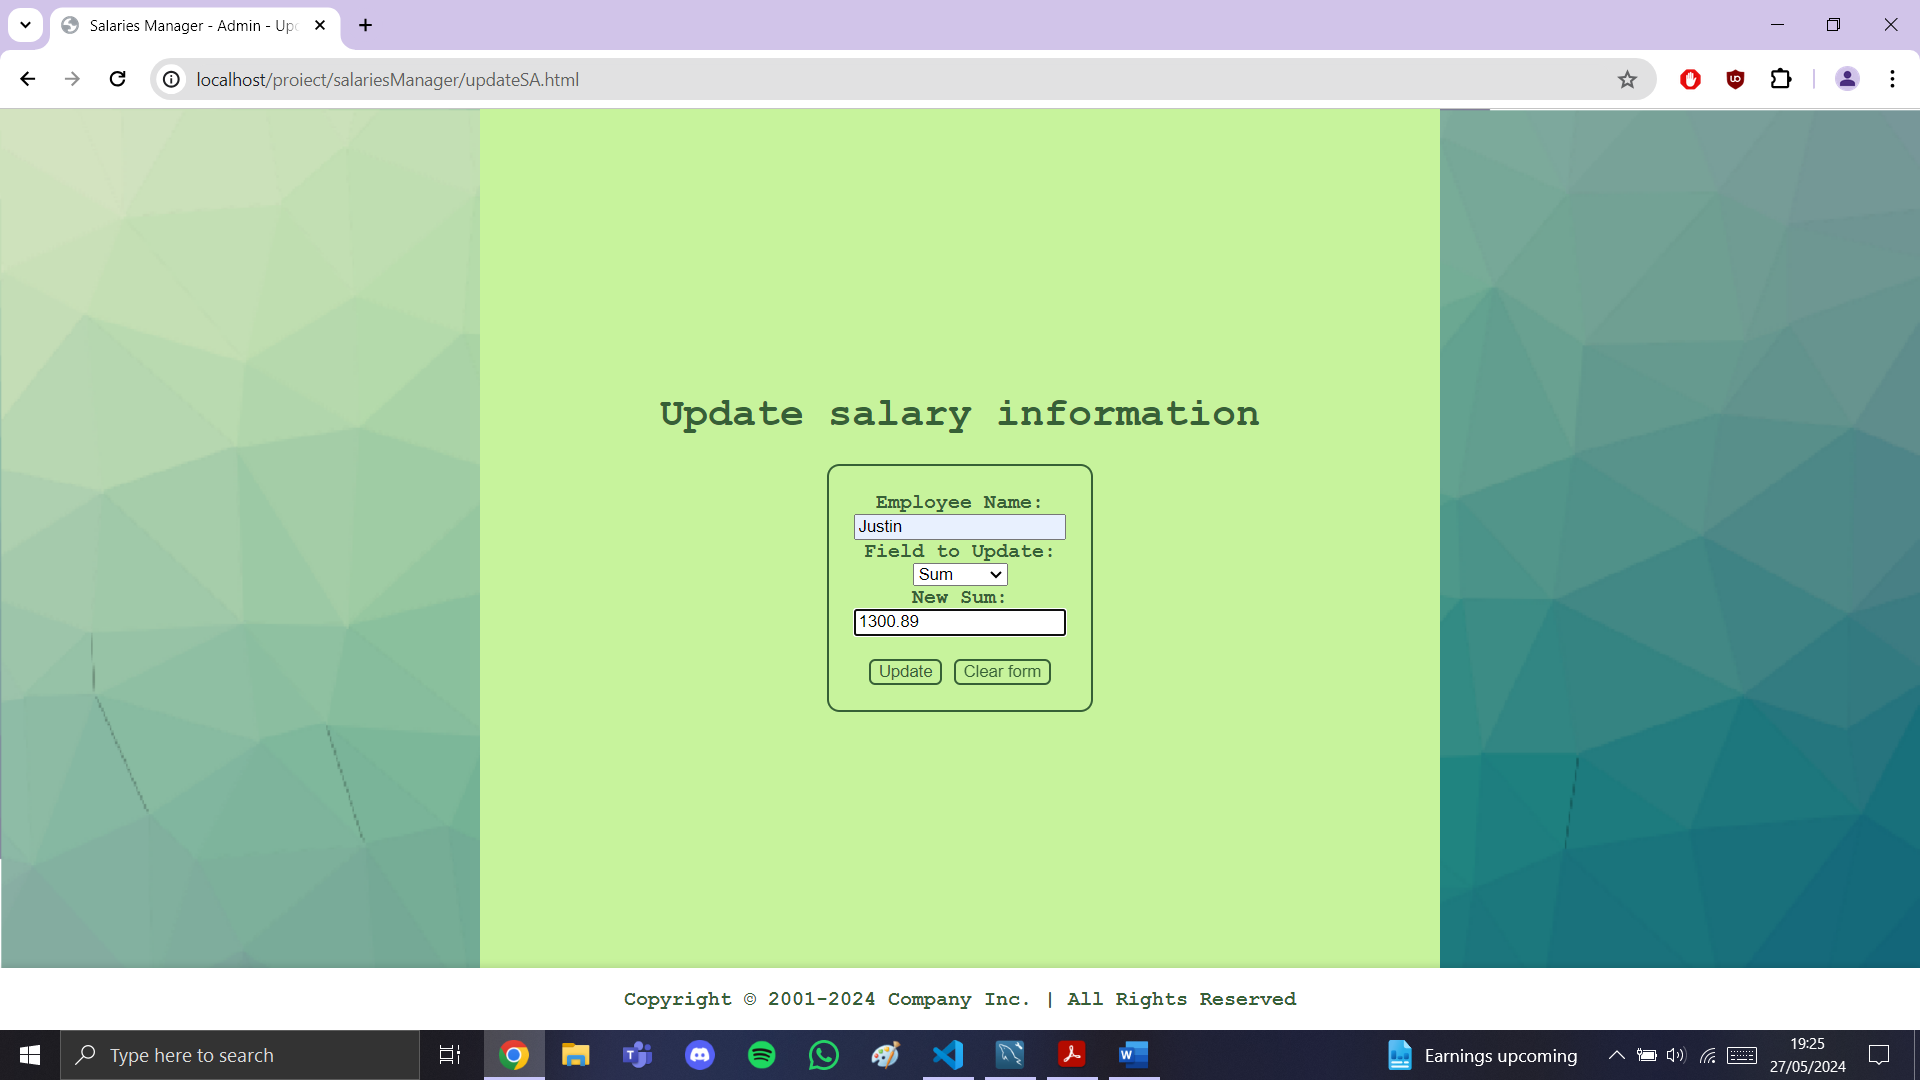 Salaries Manager - Admin - Upd
localhost/proiect/salariesManager/updateSA.html
Update salary information
Employee Name:
Justin
Field to Update:
Sum
New Sum:
1300.89
Update Clear form
Copyright © 2001-2024 Company Inc. | All Rights Reserved
Type here to search
Earnings upcoming
19:25
27/05/2024